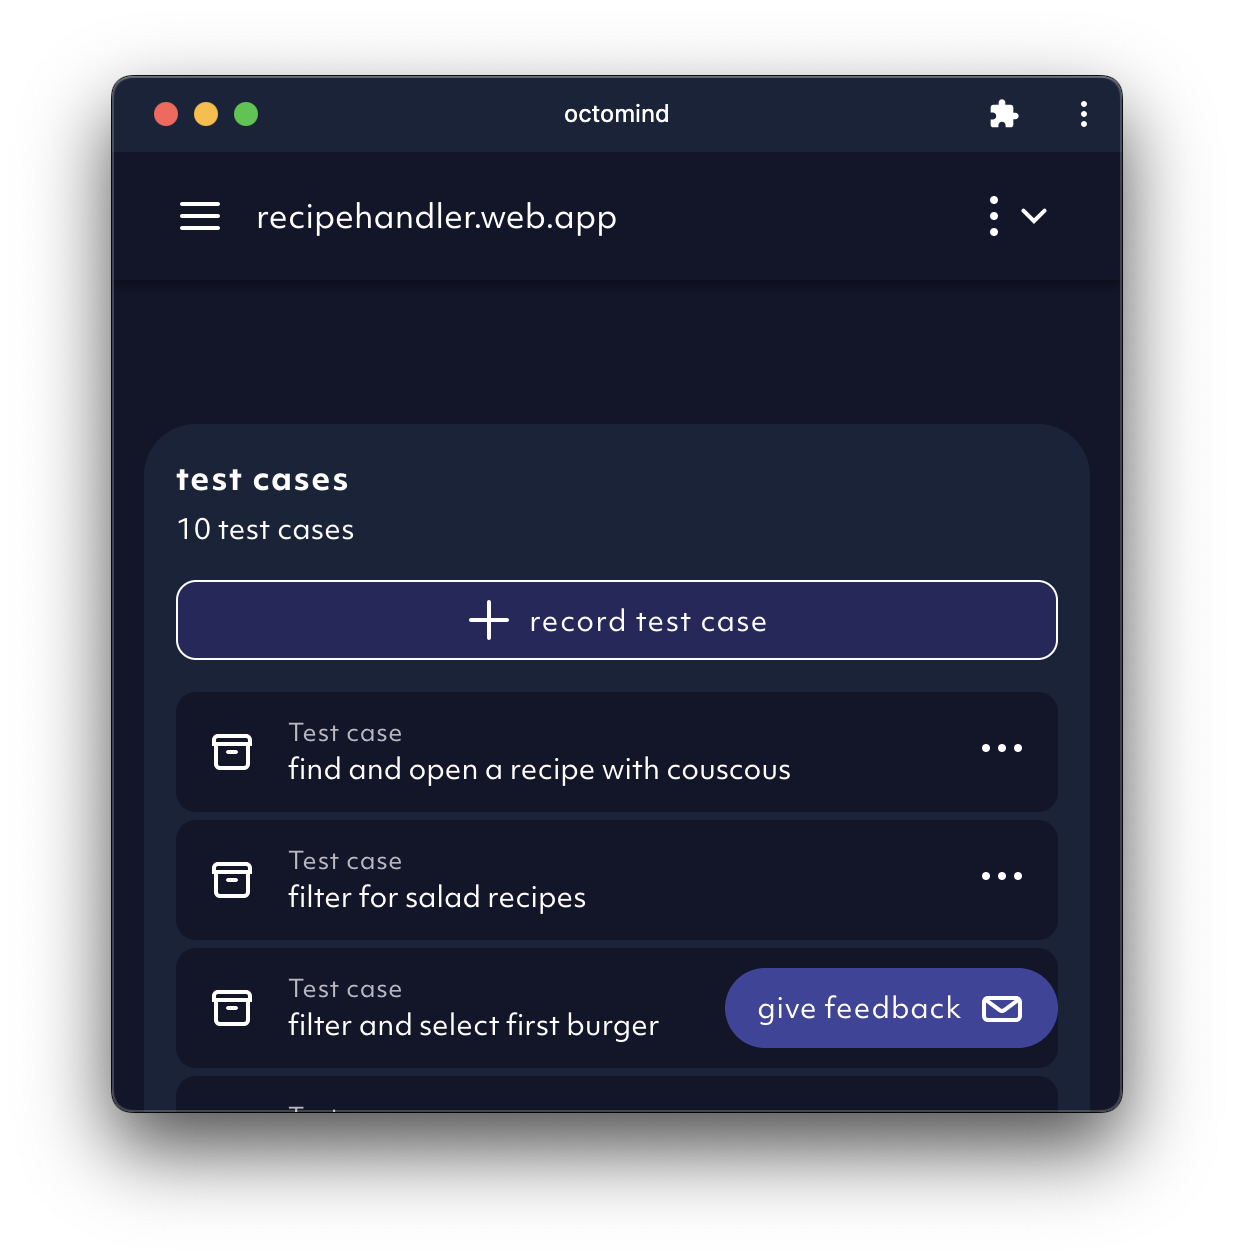 octomind
recipehandler.web.app
test cases
10 test cases
record test case
Test case
find and open a recipe with couscous
Test case
filter for salad recipes
Test case
filter and select first burger
give feedback